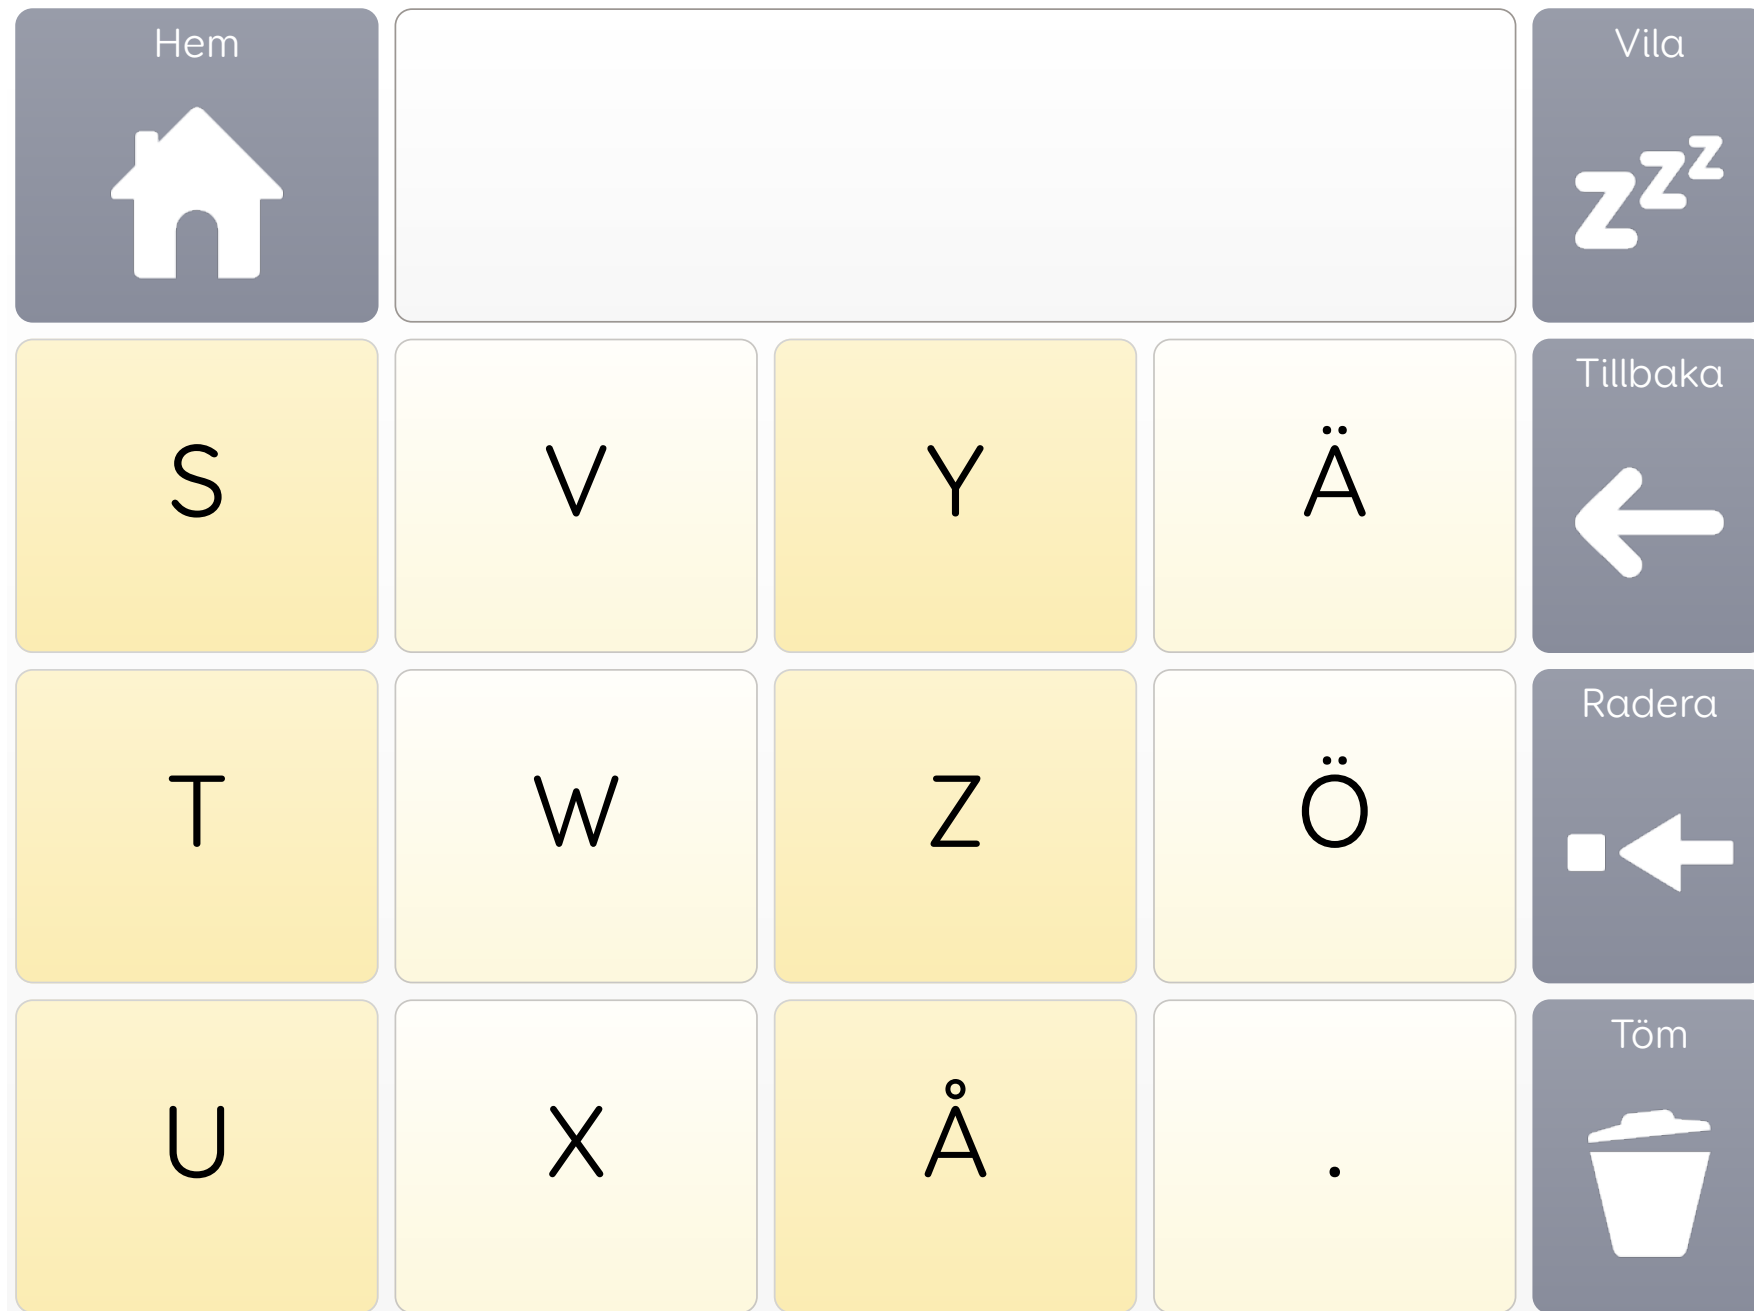 Hem
Vila
S V Y Ä
Tillbaka
T W Z Ö
Radera
U X Å .
Töm